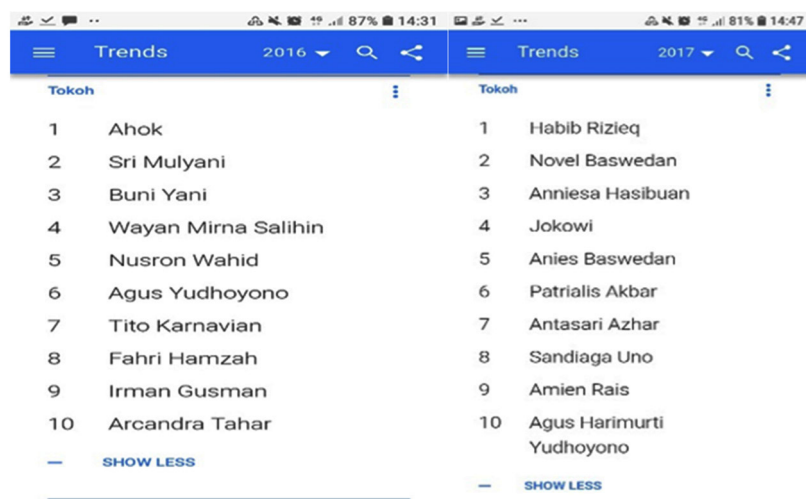 87% 14:31
Trends 2016
Tokoh
1 Ahok
2 Sri Mulyani
3 Buni Yani
4 Wayan Mirna Salihin
5 Nusron Wahid
6 Agus Yudhoyono
7 Tito Karnavian
8 Fahri Hamzah
9 Irman Gusman
10 Arcandra Tahar
SHOW LESS
81% 14:47
Trends 2017
Tokoh
1 Habib Rizieq
2 Novel Baswedan
3 Anniesa Hasibuan
4 Jokowi
5 Anies Baswedan
6 Patrialis Akbar
7 Antasari Azhar
8 Sandiaga Uno
9 Amien Rais
10 Agus Harimurti
Yudhoyono
SHOW LESS